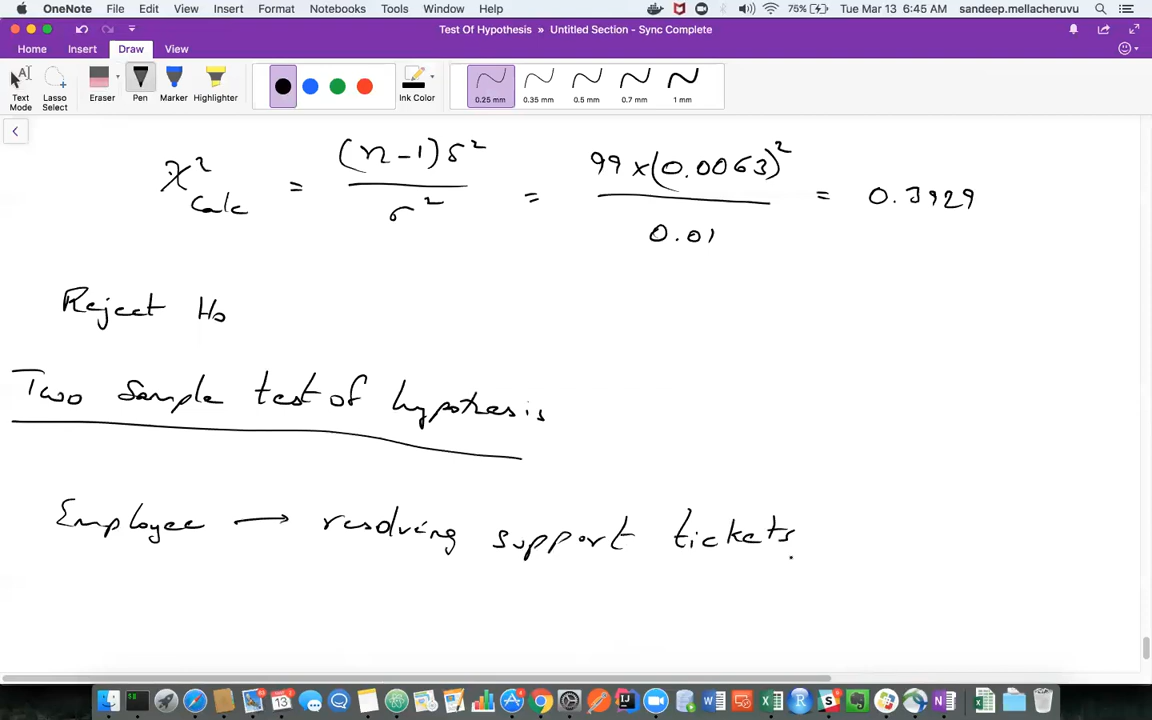 OneNote File Edit View Insert Format Notebooks Tools Window Help 75% Tue Mar 13 6:45 AM sandeep.mellacheruvu
Test Of Hypothesis » Untitled Section - Sync Complete
Home Insert Draw View
Text Mode Lasso Select Eraser Pen Marker Highlighter Ink Color 0.25 mm 0.35 mm 0.5 mm 0.7 mm 1 mm
χ²calc = (n-1)s² / σ² = 99×(0.0063)² / 0.01 = 0.3929
Reject H₀
Two Sample test of hypothesis
Employee → resolving support tickets